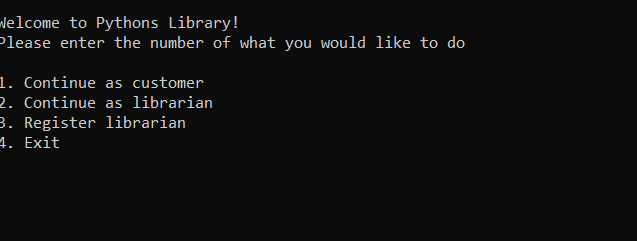 Welcome to Pythons Library!
Please enter the number of what you would like to do
1. Continue as customer
2. Continue as librarian
3. Register librarian
4. Exit